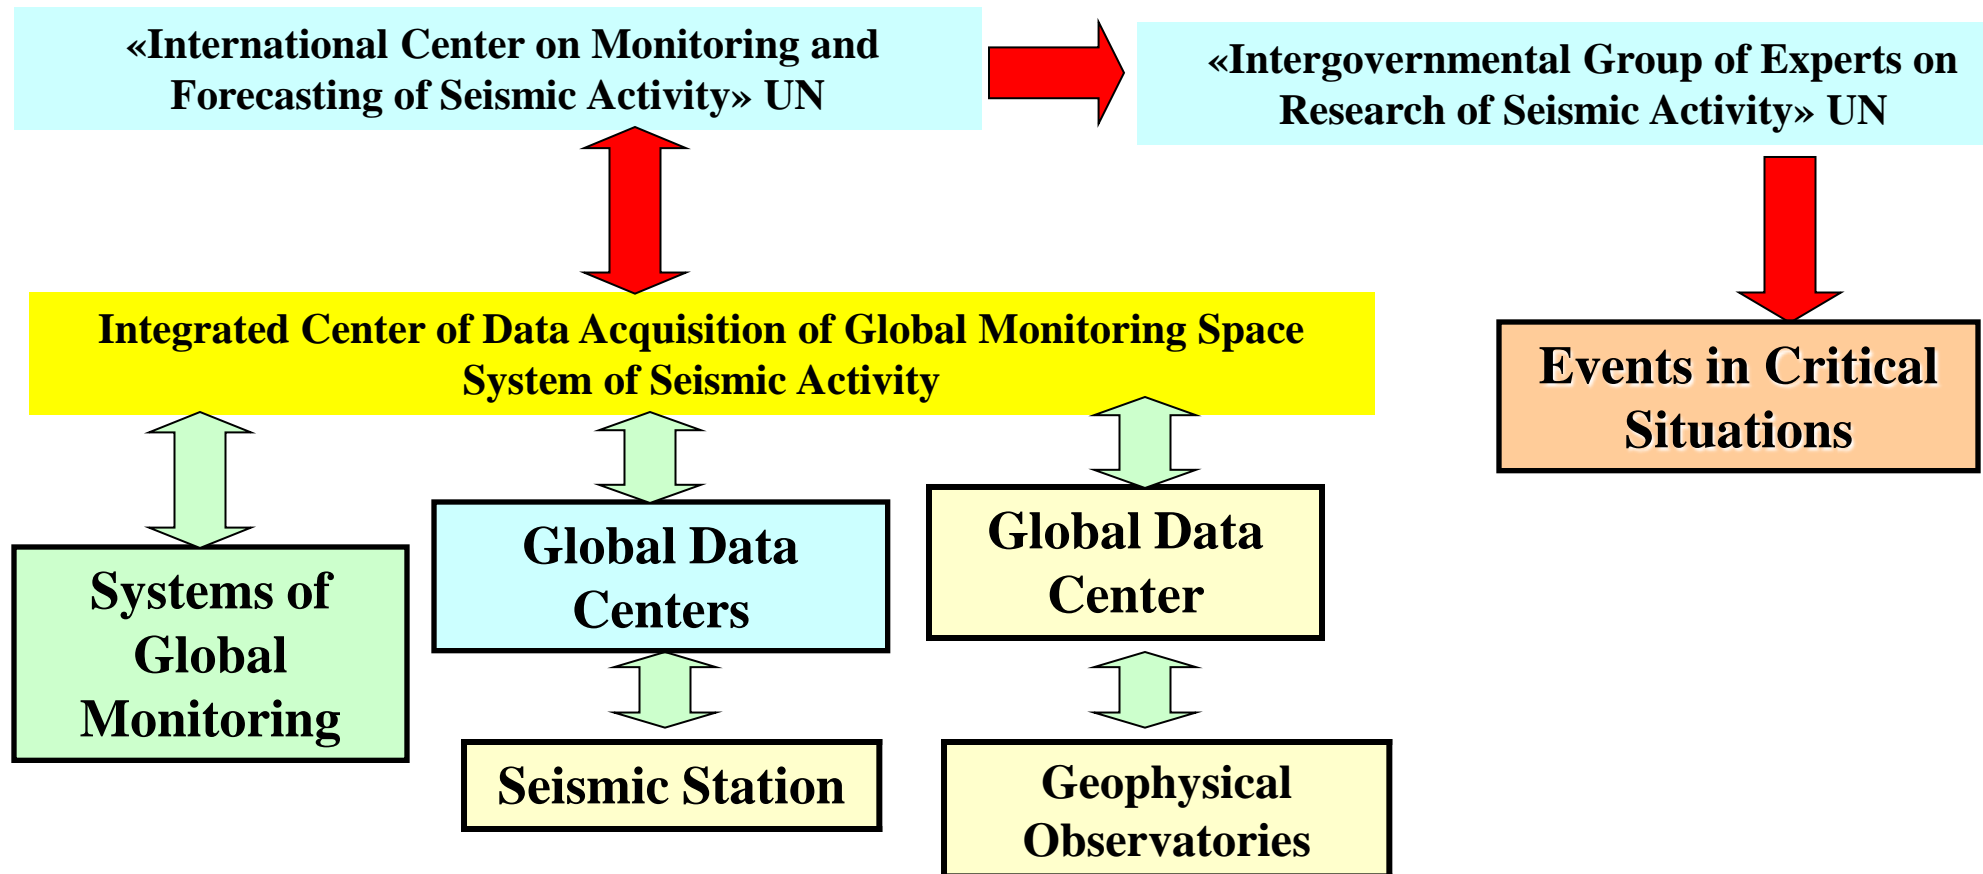 «International Center on Monitoring and
Forecasting of Seismic Activity» UN
«Intergovernmental Group of Experts on
Research of Seismic Activity» UN
Integrated Center of Data Acquisition of Global Monitoring Space
System of Seismic Activity
Events in Critical
Situations
Systems of
Global
Monitoring
Global Data
Centers
Global Data
Center
Seismic Station
Geophysical
Observatories